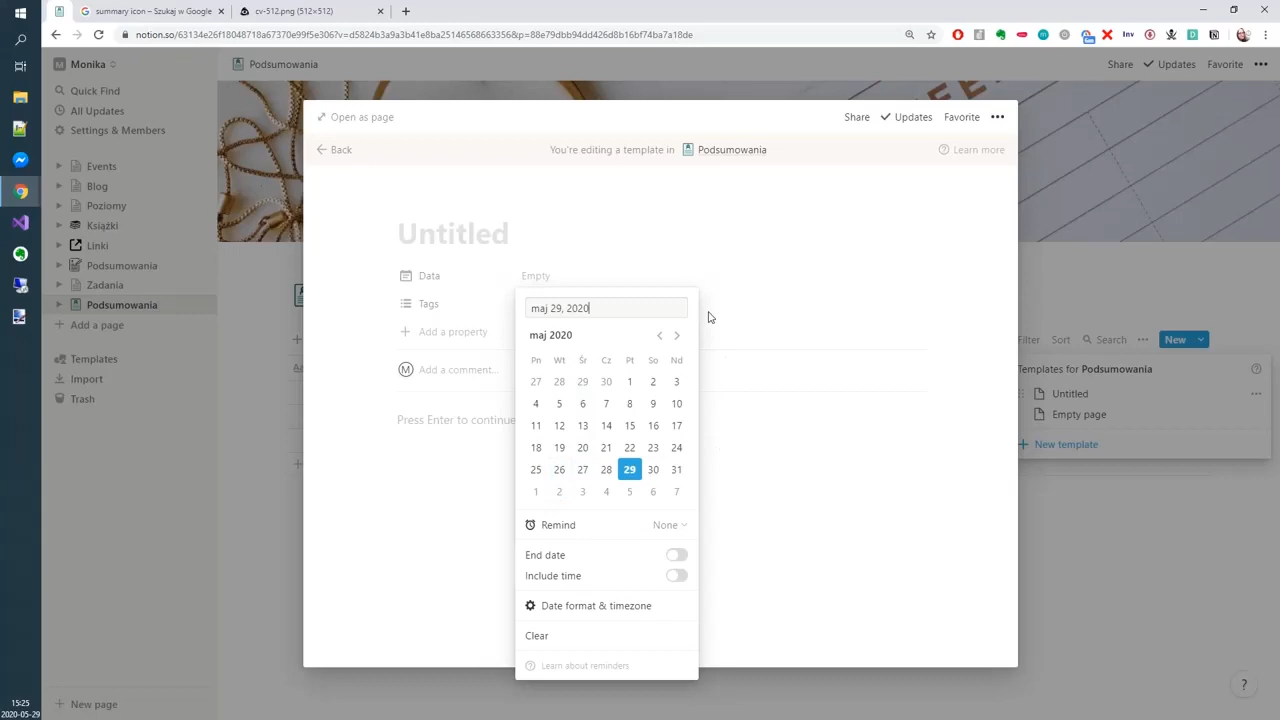 summary icon – Szukaj w Google
cv-512.png (512×512)
notion.so/63134e26f18048718a67370e99f5e306?v=d5824b3a9a3b41e8ba251465686633568&p=88e79dbb94dd426d8b16bf74ba7a18de
Inv
M Monika
Quick Find
All Updates
Settings & Members
Events
Blog
Poziomy
Książki
Linki
Podsumowania
Zadania
Podsumowania
Add a page
Templates
Import
Trash
New page
15:25
2020-05-29
Podsumowania
Share
Updates
Favorite
Open as page
Share
Updates
Favorite
Back
You're editing a template in Podsumowania
Learn more
Untitled
Data
Empty
Tags
Add a property
M Add a comment...
Press Enter to continue
maj 29, 2020
maj 2020
Pn Wt Śr Cz Pt So Nd
27 28 29 30 1 2 3
4 5 6 7 8 9 10
11 12 13 14 15 16 17
18 19 20 21 22 23 24
25 26 27 28 29 30 31
1 2 3 4 5 6 7
Remind None
End date
Include time
Date format & timezone
Clear
Learn about reminders
Filter Sort Search New
Templates for Podsumowania
Untitled
Empty page
New template